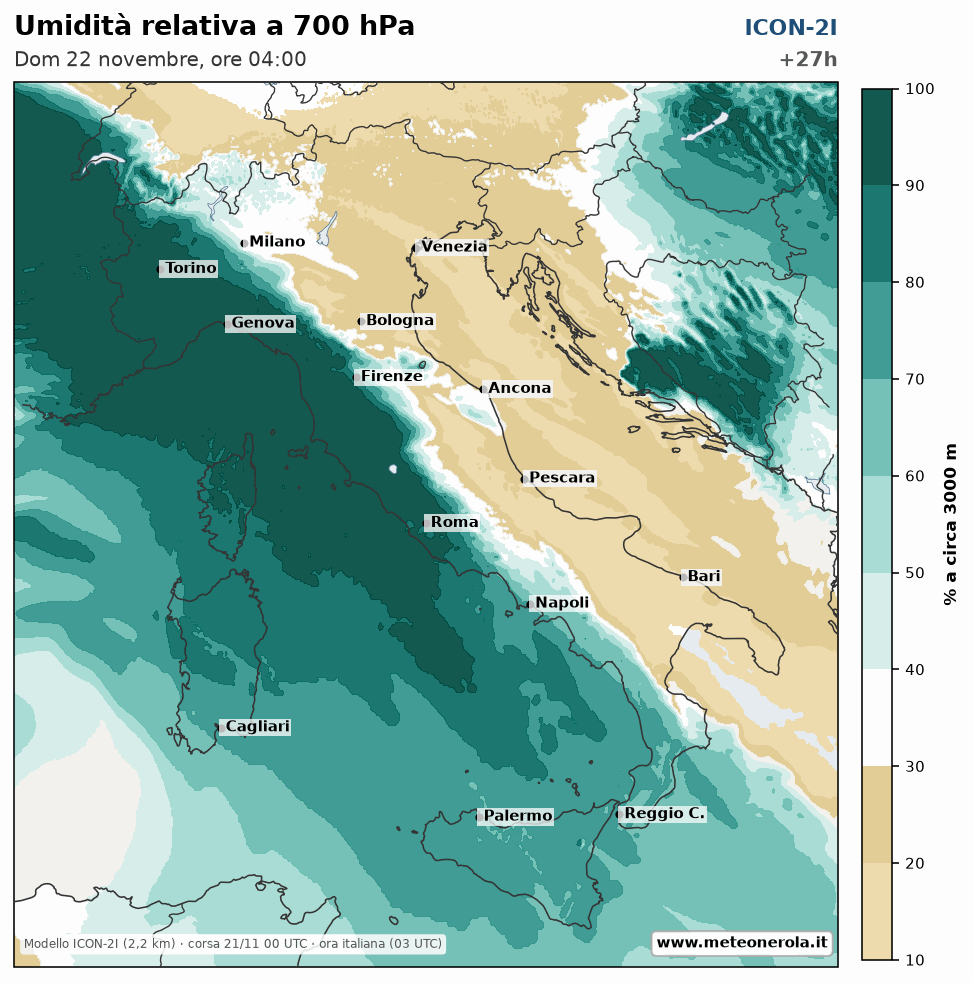 Umidità relativa a 700 hPa
ICON-2I
Dom 22 novembre, ore 04:00
+27h
Milano
Venezia
Torino
Genova
Bologna
Firenze
Ancona
Pescara
Roma
Bari
Napoli
Cagliari
Palermo
Reggio C.
100
90
80
70
60
50
40
30
20
10
% a circa 3000 m
Modello ICON-2I (2,2 km) · corsa 21/11 00 UTC · ora italiana (03 UTC)
www.meteonerola.it